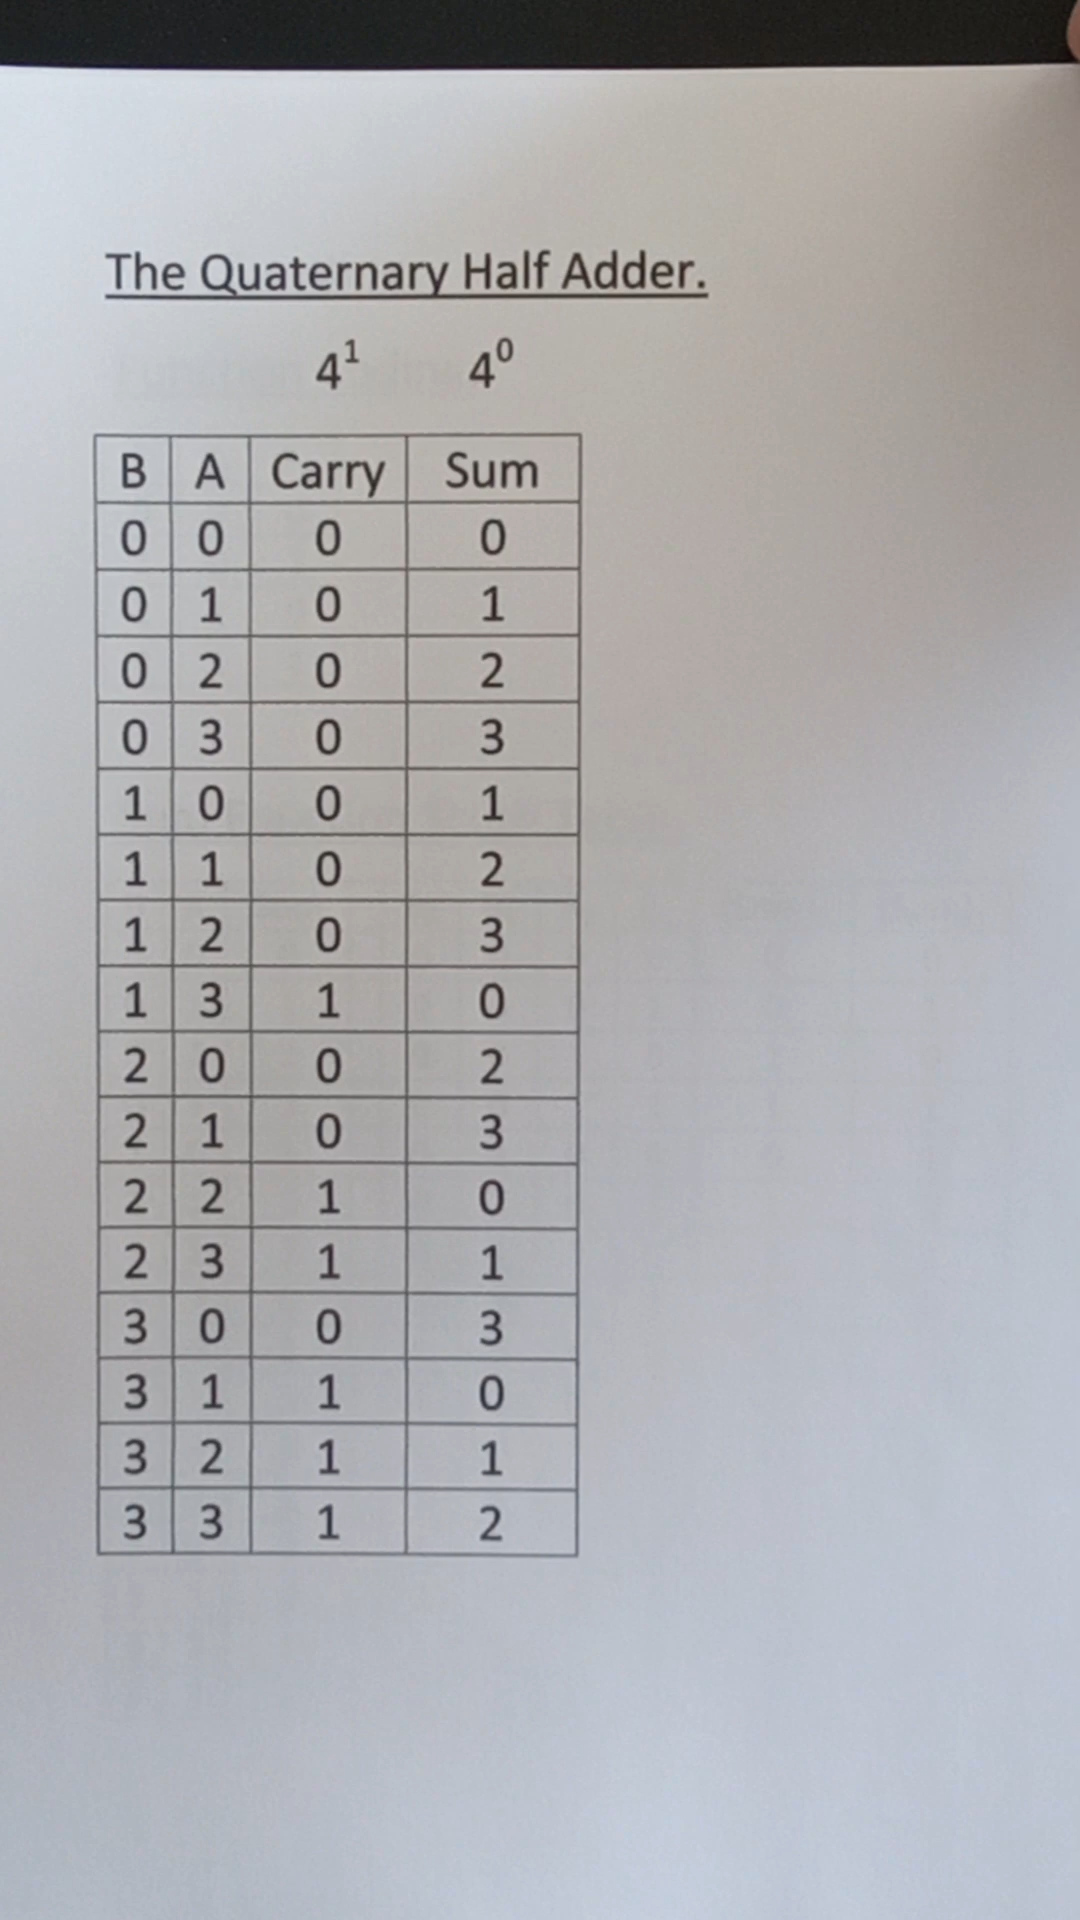 The Quaternary Half Adder.
4¹ 4⁰
B A Carry Sum
0 0 0 0
0 1 0 1
0 2 0 2
0 3 0 3
1 0 0 1
1 1 0 2
1 2 0 3
1 3 1 0
2 0 0 2
2 1 0 3
2 2 1 0
2 3 1 1
3 0 0 3
3 1 1 0
3 2 1 1
3 3 1 2